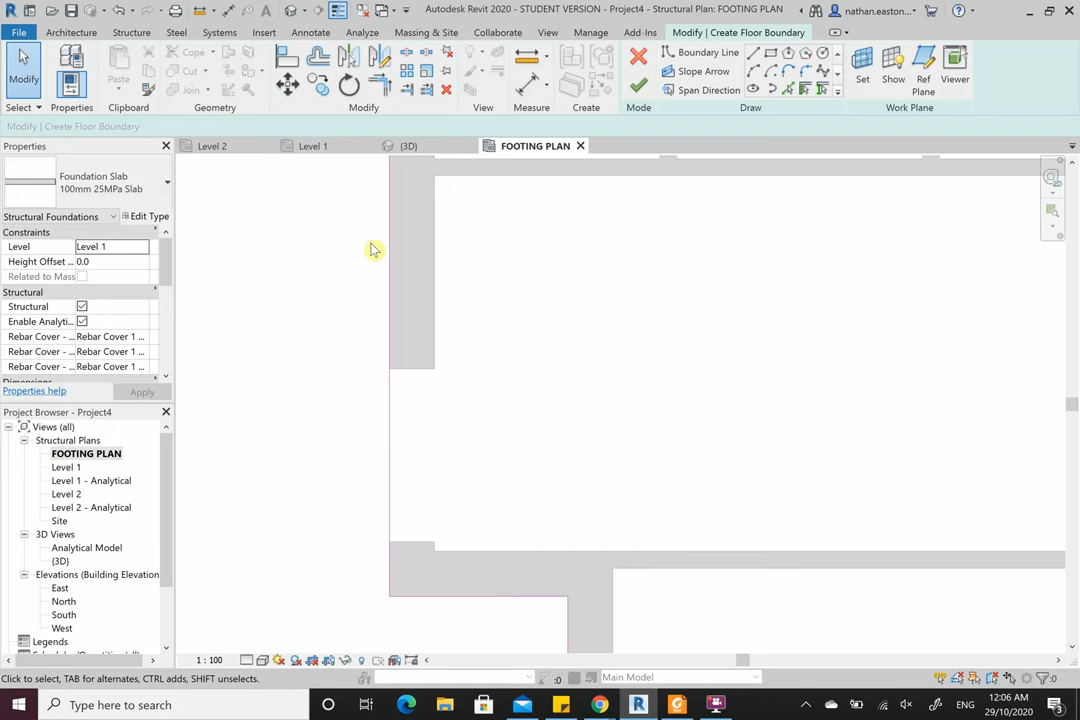 Autodesk Revit 2020 - STUDENT VERSION - Project4 - Structural Plan: FOOTING PLAN
nathan.easton...
File Architecture Structure Steel Systems Insert Annotate Analyze Massing & Site Collaborate View Manage Add-Ins Modify | Create Floor Boundary
Modify
Paste
Cope
Cut
Join
Boundary Line
Slope Arrow
Span Direction
Set Show Ref Plane Viewer
Select Properties Clipboard Geometry Modify View Measure Create Mode Draw Work Plane
Modify | Create Floor Boundary
Properties
Level 2
Level 1
(3D)
FOOTING PLAN
Foundation Slab
100mm 25MPa Slab
Structural Foundations
Edit Type
Constraints
Level Level 1
Height Offset ... 0.0
Related to Mass
Structural
Structural
Enable Analyti...
Rebar Cover - ... Rebar Cover 1 ...
Rebar Cover - ... Rebar Cover 1 ...
Rebar Cover - ... Rebar Cover 1 ...
Properties help
Apply
Project Browser - Project4
Views (all)
Structural Plans
FOOTING PLAN
Level 1
Level 1 - Analytical
Level 2
Level 2 - Analytical
Site
3D Views
Analytical Model
{3D}
Elevations (Building Elevation
East
North
South
West
Legends
1 : 100
Click to select, TAB for alternates, CTRL adds, SHIFT unselects.
:0
Main Model
:0
Type here to search
ENG
12:06 AM
29/10/2020
3